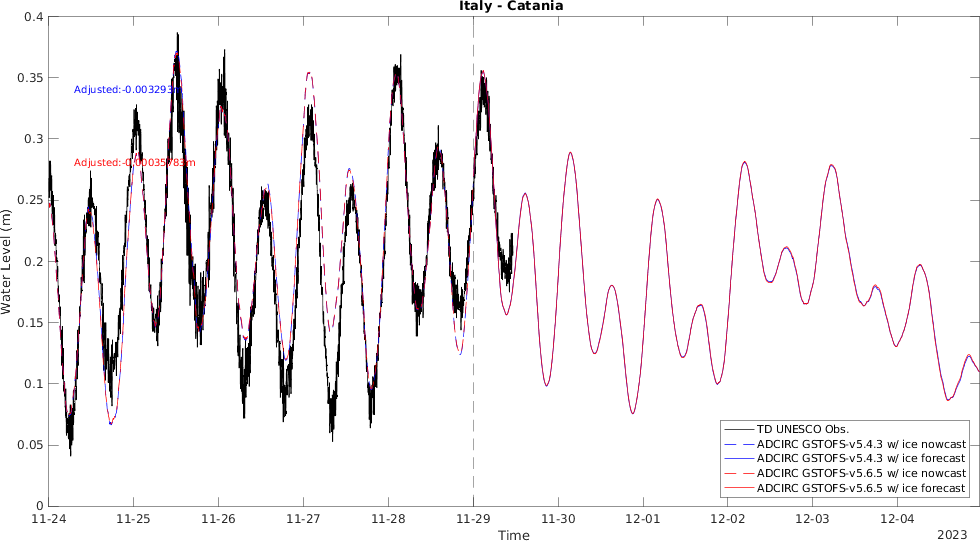 Italy - Catania
0.4
0.35
0.3
0.25
0.2
0.15
0.1
0.05
0
Water Level (m)
Adjusted:-0.003293m
Adjusted:-0.00035783m
TD UNESCO Obs.
ADCIRC GSTOFS-v5.4.3 w/ ice nowcast
ADCIRC GSTOFS-v5.4.3 w/ ice forecast
ADCIRC GSTOFS-v5.6.5 w/ ice nowcast
ADCIRC GSTOFS-v5.6.5 w/ ice forecast
11-24 11-25 11-26 11-27 11-28 11-29 11-30 12-01 12-02 12-03 12-04
Time
2023